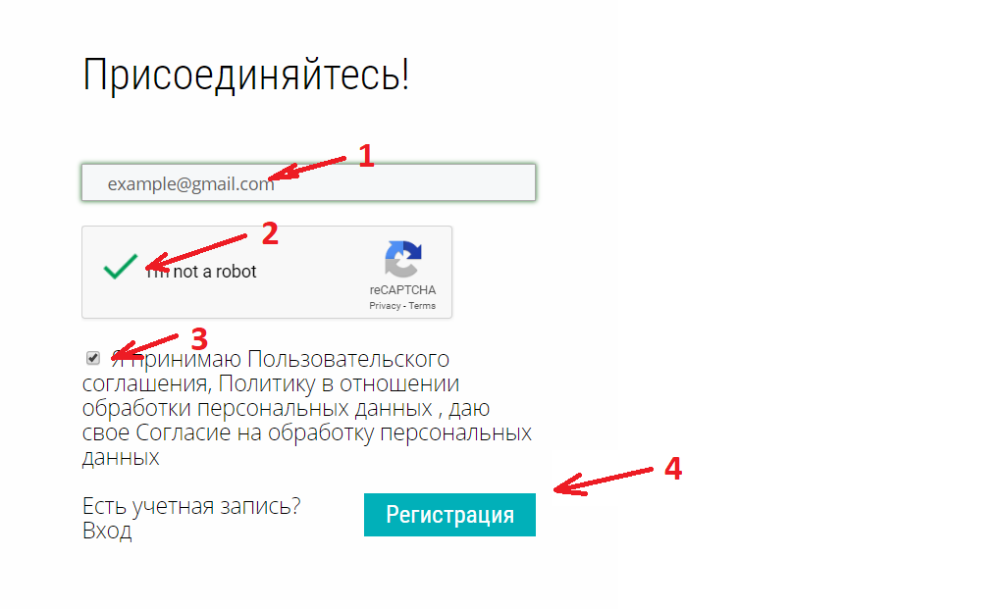 Присоединяйтесь!
1
example@gmail.com
2
I'm not a robot
reCAPTCHA
Privacy - Terms
3
Я принимаю Пользовательского
соглашения, Политику в отношении
обработки персональных данных , даю
свое Согласие на обработку персональных
данных
4
Есть учетная запись?
Вход
Регистрация